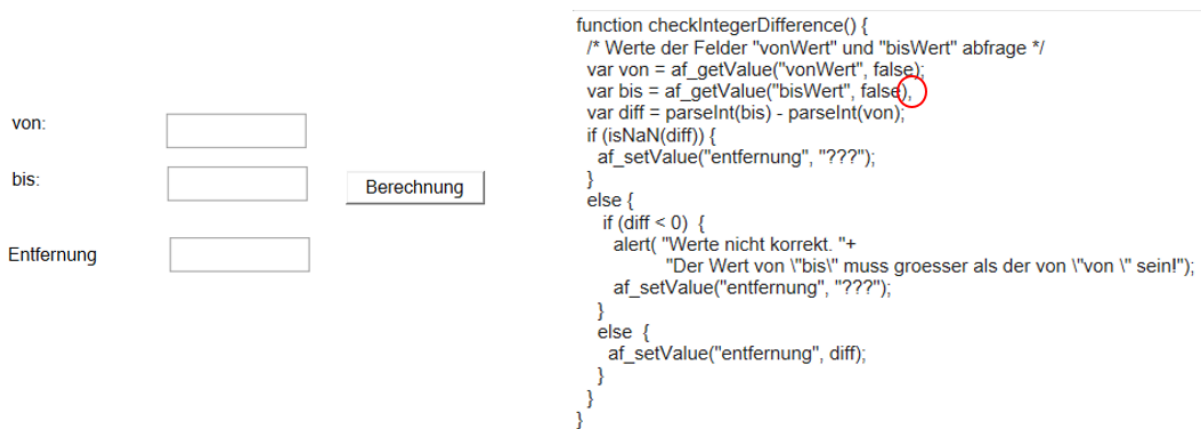 von:
bis:
Berechnung
Entfernung
function checkIntegerDifference() {
/* Werte der Felder "vonWert" und "bisWert" abfrage */
var von = af_getValue("vonWert", false);
var bis = af_getValue("bisWert", false),
var diff = parseInt(bis) - parseInt(von);
if (isNaN(diff)) {
af_setValue("entfernung", "???");
}
else {
if (diff < 0) {
alert( "Werte nicht korrekt. "+
"Der Wert von \"bis\" muss groesser als der von \"von \" sein!");
af_setValue("entfernung", "???");
}
else {
af_setValue("entfernung", diff);
}
}
}